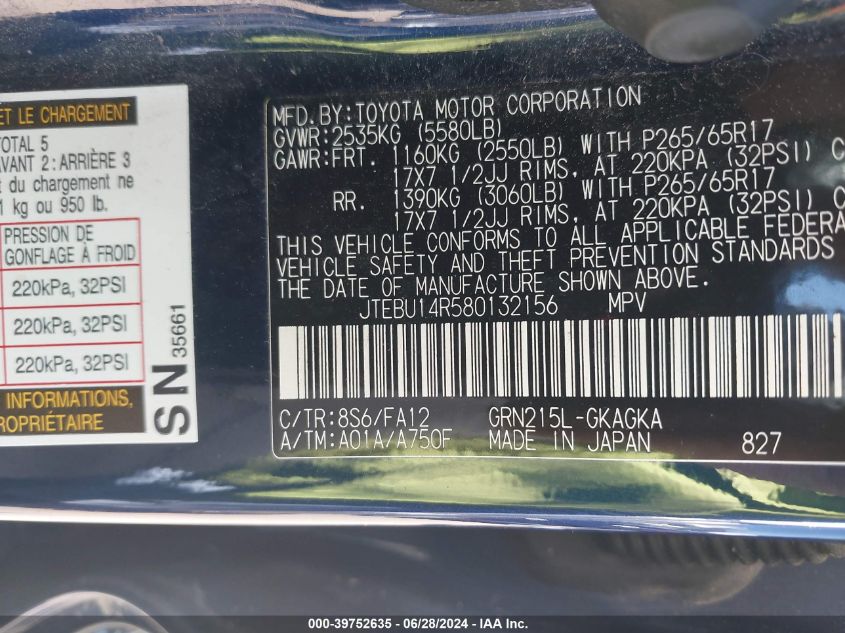 ET LE CHARGEMENT
TOTAL 5
AVANT 2 : ARRIÈRE 3
du chargement ne
kg ou 950 lb.
PRESSION DE
GONFLAGE À FROID
220kPa, 32PSI
220kPa, 32PSI
220kPa, 32PSI
INFORMATIONS,
PROPRIÉTAIRE
SN 35661
MFD. BY:TOYOTA MOTOR CORPORATION
GVWR:2535KG (5580LB)
GAWR:FRT. 1160KG (2550LB) WITH P265/65R17
17X7 1/2JJ RIMS, AT 220KPA (32PSI) C
RR. 1390KG (3060LB) WITH P265/65R17
17X7 1/2JJ RIMS, AT 220KPA (32PSI) C
THIS VEHICLE CONFORMS TO ALL APPLICABLE FEDERA
VEHICLE SAFETY AND THEFT PREVENTION STANDARDS
THE DATE OF MANUFACTURE SHOWN ABOVE.
JTEBU14R580132156 MPV
C/TR:8S6/FA12 GRN215L-GKAGKA
A/TM:A01A/A750F MADE IN JAPAN 827
000-39752635 - 06/28/2024 - IAA Inc.